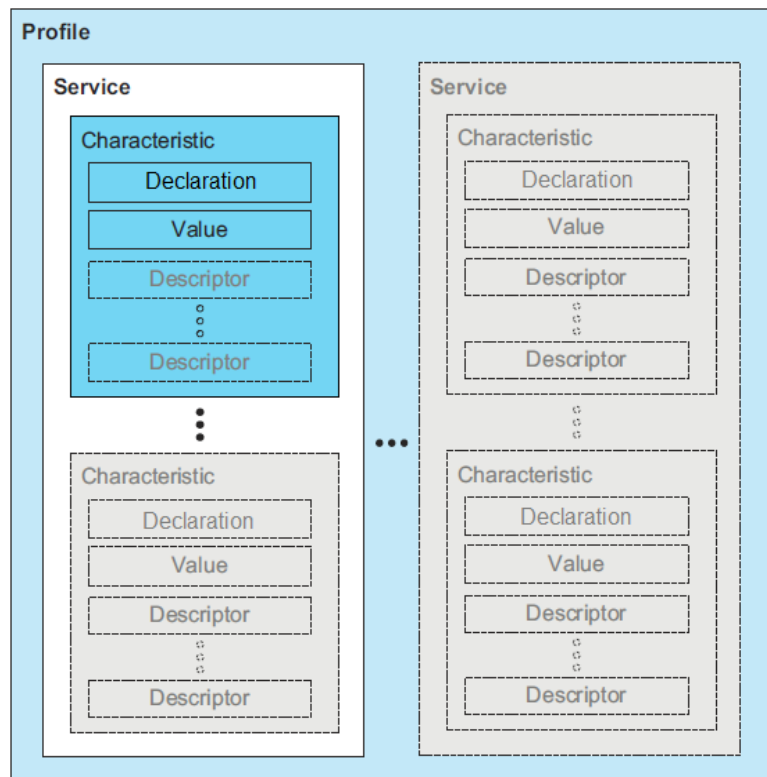 Profile
Service
Characteristic
Declaration
Value
Descriptor
Descriptor
Characteristic
Declaration
Value
Descriptor
Descriptor
Service
Characteristic
Declaration
Value
Descriptor
Descriptor
Characteristic
Declaration
Value
Descriptor
Descriptor